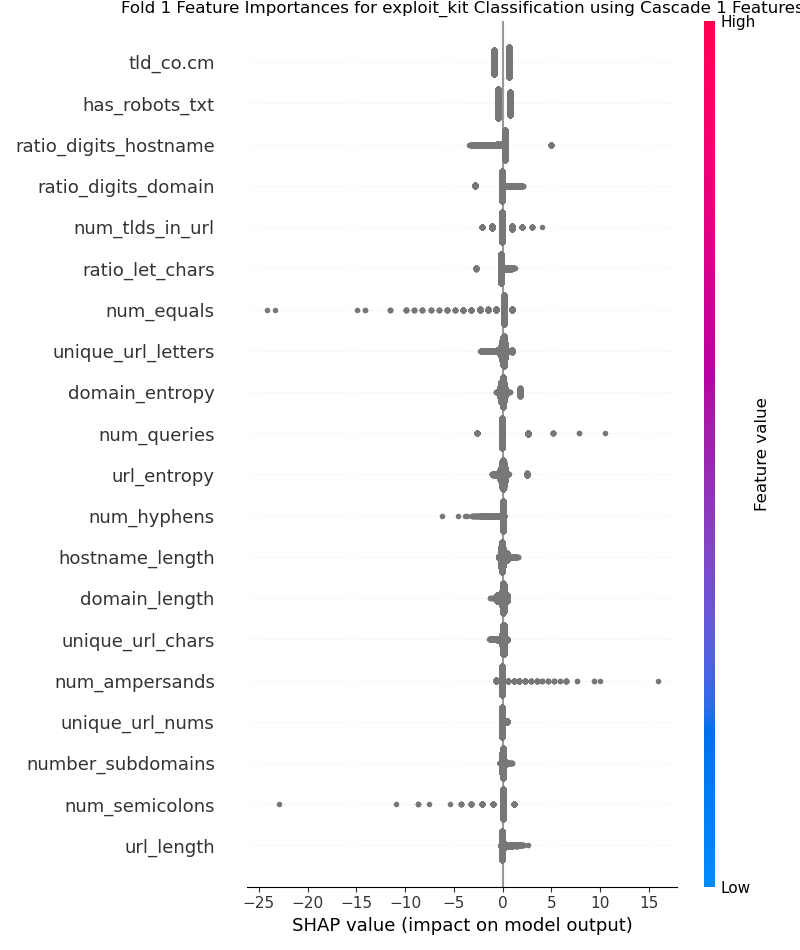 Fold 1 Feature Importances for exploit_kit Classification using Cascade 1 Features
High
tld_co.cm
has_robots_txt
ratio_digits_hostname
ratio_digits_domain
num_tlds_in_url
ratio_let_chars
num_equals
unique_url_letters
domain_entropy
num_queries
url_entropy
num_hyphens
hostname_length
domain_length
unique_url_chars
num_ampersands
unique_url_nums
number_subdomains
num_semicolons
url_length
Feature value
Low
−25 −20 −15 −10 −5 0 5 10 15
SHAP value (impact on model output)